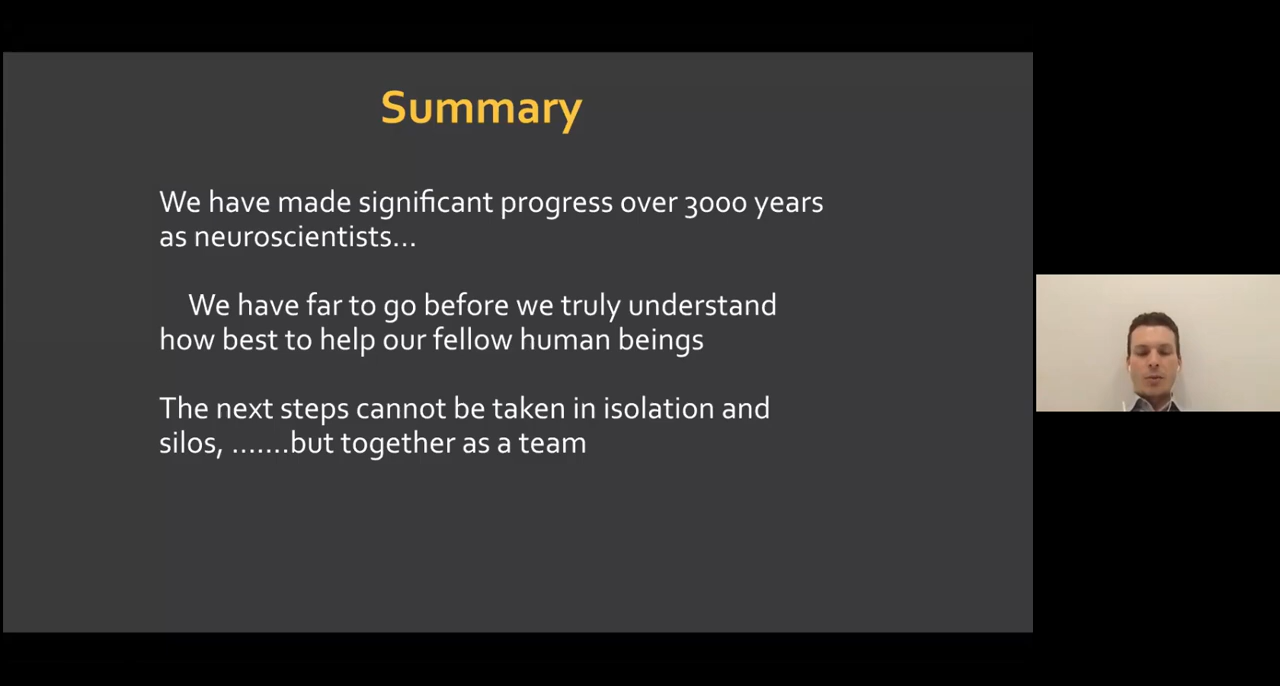 Summary
We have made significant progress over 3000 years
as neuroscientists...
We have far to go before we truly understand
how best to help our fellow human beings
The next steps cannot be taken in isolation and
silos, .......but together as a team